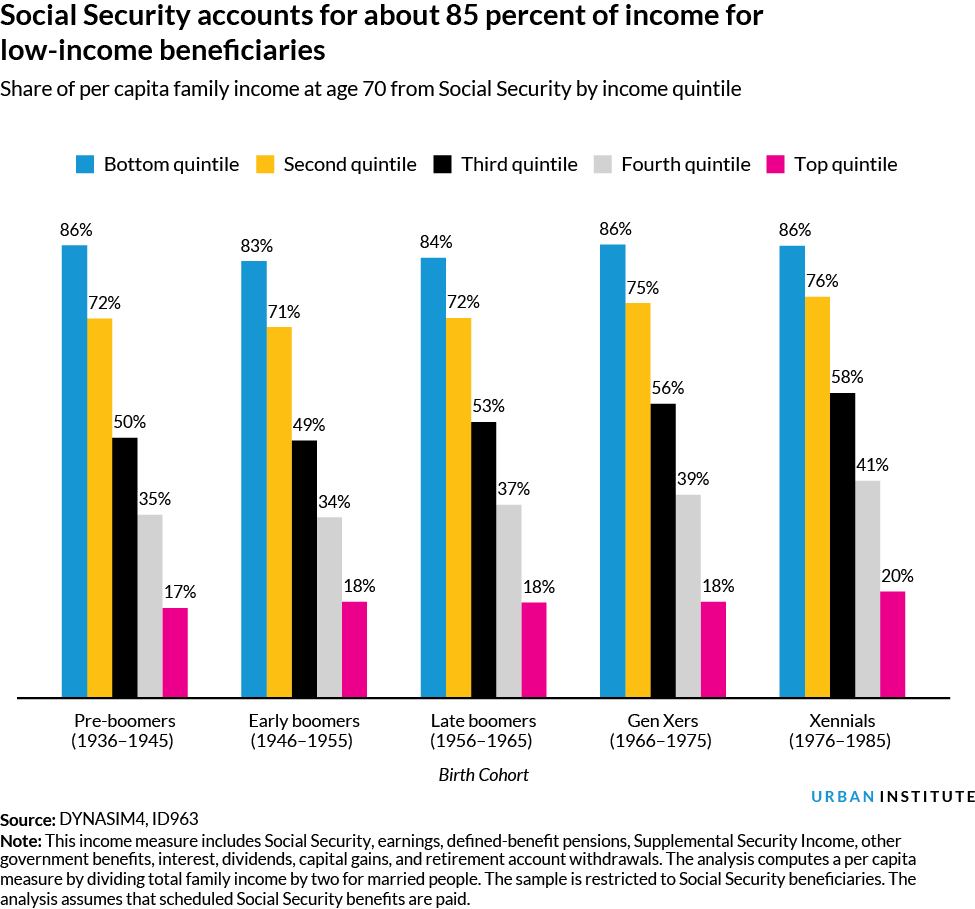 Social Security accounts for about 85 percent of income for
low-income beneficiaries
Share of per capita family income at age 70 from Social Security by income quintile
Bottom quintile Second quintile Third quintile Fourth quintile Top quintile
86% 72% 50% 35% 17%
83% 71% 49% 34% 18%
84% 72% 53% 37% 18%
86% 75% 56% 39% 18%
86% 76% 58% 41% 20%
Pre-boomers Early boomers Late boomers Gen Xers Xennials
(1936–1945) (1946–1955) (1956–1965) (1966–1975) (1976–1985)
Birth Cohort
URBAN INSTITUTE
Source: DYNASIM4, ID963
Note: This income measure includes Social Security, earnings, defined-benefit pensions, Supplemental Security Income, other
government benefits, interest, dividends, capital gains, and retirement account withdrawals. The analysis computes a per capita
measure by dividing total family income by two for married people. The sample is restricted to Social Security beneficiaries. The
analysis assumes that scheduled Social Security benefits are paid.